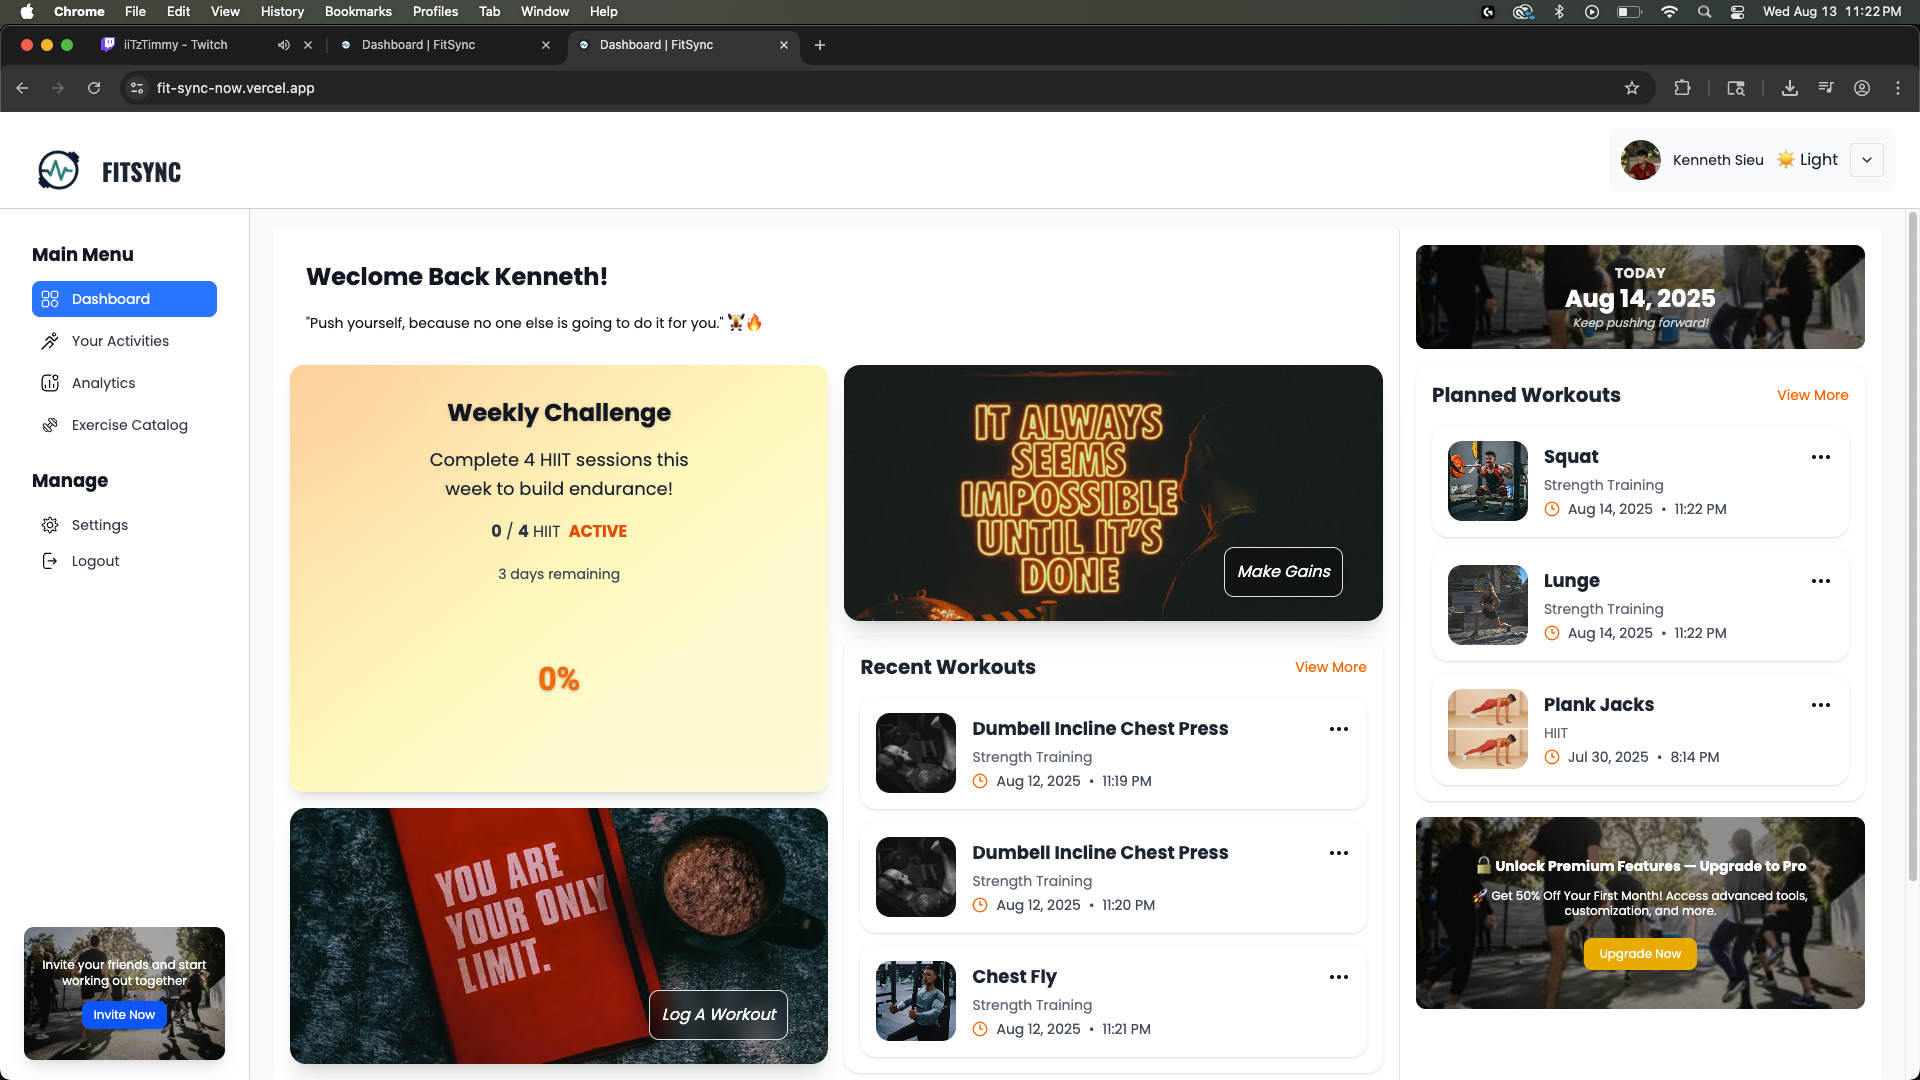 Chrome File Edit View History Bookmarks Profiles Tab Window Help
Wed Aug 13 11:22 PM
iiTzTimmy - Twitch
Dashboard | FitSync
Dashboard | FitSync
fit-sync-now.vercel.app
FITSYNC
Kenneth Sieu
☀️ Light
Main Menu
Dashboard
Your Activities
Analytics
Exercise Catalog
Manage
Settings
Logout
Invite your friends and start
working out together
Invite Now
Weclome Back Kenneth!
"Push yourself, because no one else is going to do it for you." 🏋️🔥
Weekly Challenge
Complete 4 HIIT sessions this
week to build endurance!
0 / 4 HIIT ACTIVE
3 days remaining
0%
YOU ARE
YOUR ONLY
LIMIT.
Log A Workout
IT ALWAYS
SEEMS
IMPOSSIBLE
UNTIL IT'S
DONE
Make Gains
Recent Workouts
View More
Dumbell Incline Chest Press
Strength Training
Aug 12, 2025 • 11:19 PM
Dumbell Incline Chest Press
Strength Training
Aug 12, 2025 • 11:20 PM
Chest Fly
Strength Training
Aug 12, 2025 • 11:21 PM
TODAY
Aug 14, 2025
Keep pushing forward!
Planned Workouts
View More
Squat
Strength Training
Aug 14, 2025 • 11:22 PM
Lunge
Strength Training
Aug 14, 2025 • 11:22 PM
Plank Jacks
HIIT
Jul 30, 2025 • 8:14 PM
🔒 Unlock Premium Features — Upgrade to Pro
🚀 Get 50% Off Your First Month! Access advanced tools,
customization, and more.
Upgrade Now